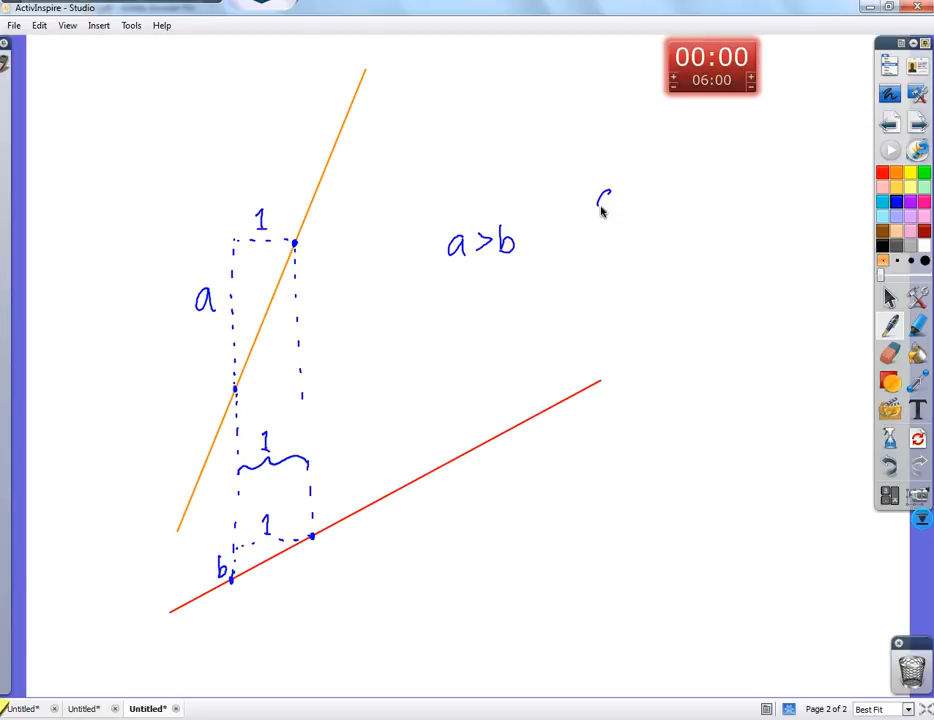 ActivInspire - Studio
File Edit View Insert Tools Help
00:00
06:00
1
a > b
a
1
1
b
T
Untitled* Untitled* Untitled*
Page 2 of 2 Best Fit